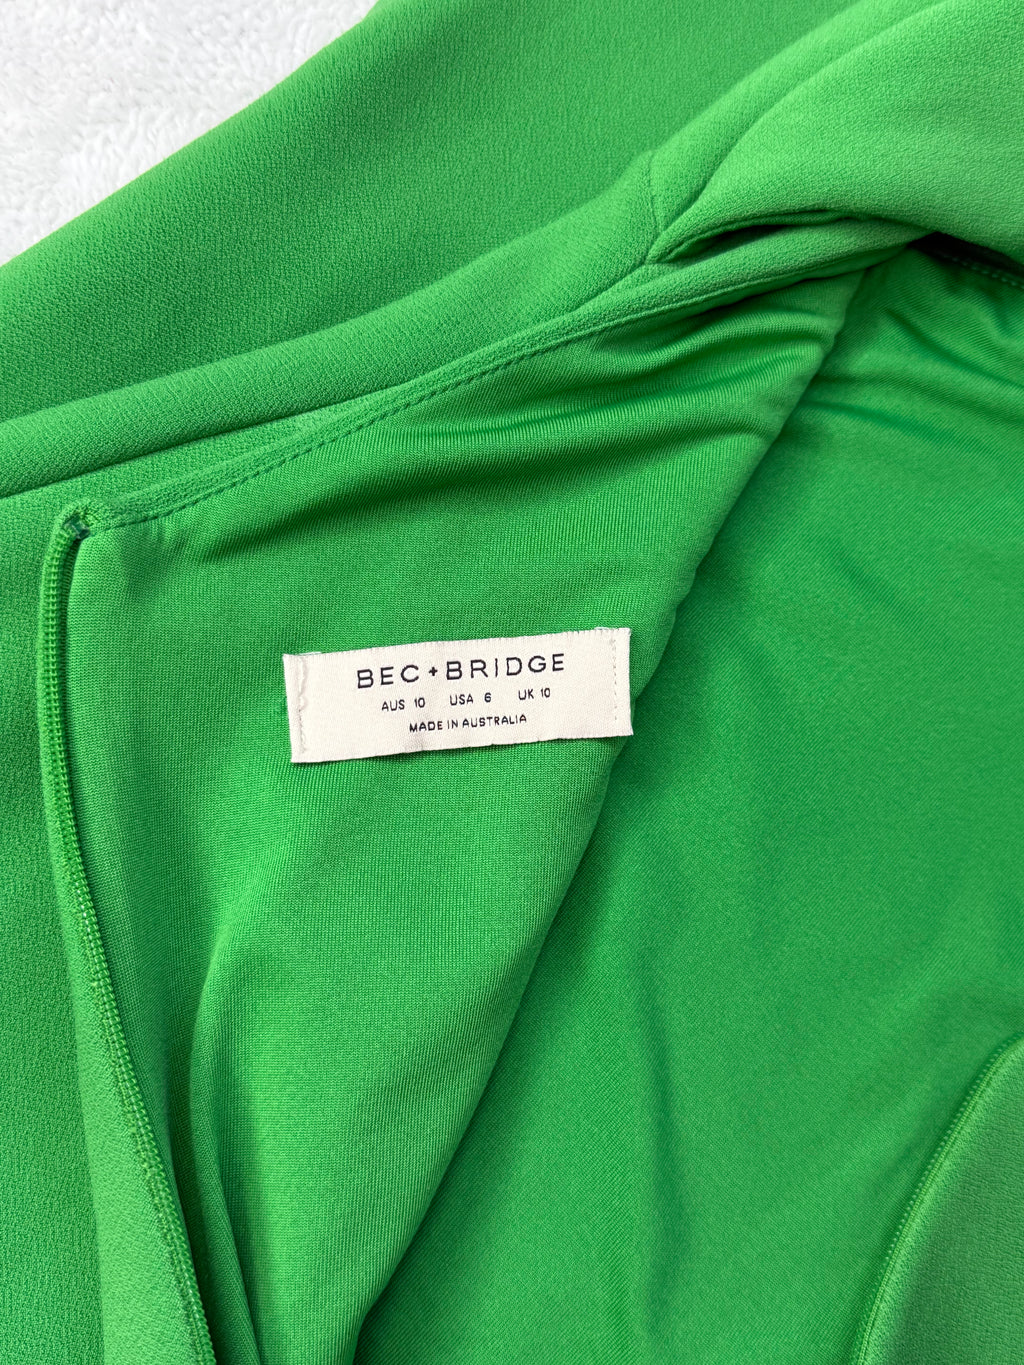 BEC + BRIDGE
AUS 10 USA 6 UK 10
MADE IN AUSTRALIA